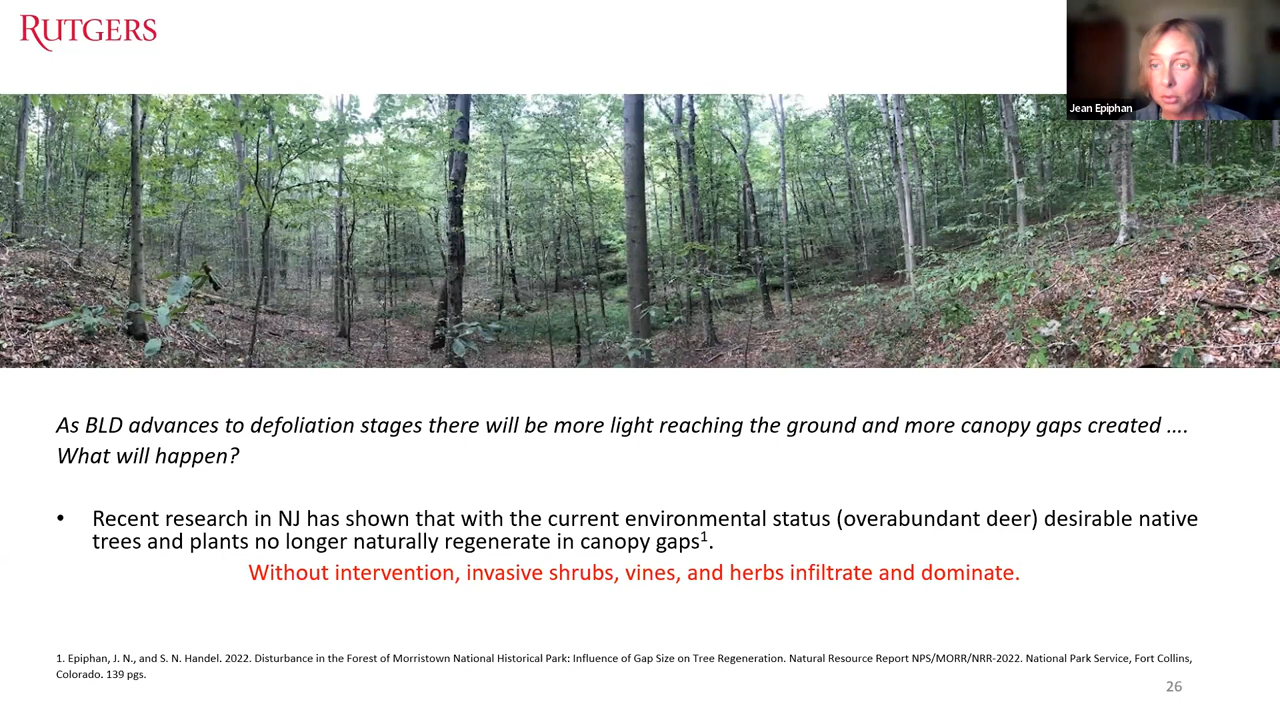 RUTGERS
Jean Epiphan
As BLD advances to defoliation stages there will be more light reaching the ground and more canopy gaps created ....
What will happen?
• Recent research in NJ has shown that with the current environmental status (overabundant deer) desirable native
trees and plants no longer naturally regenerate in canopy gaps¹.
Without intervention, invasive shrubs, vines, and herbs infiltrate and dominate.
1. Epiphan, J. N., and S. N. Handel. 2022. Disturbance in the Forest of Morristown National Historical Park: Influence of Gap Size on Tree Regeneration. Natural Resource Report NPS/MORR/NRR-2022. National Park Service, Fort Collins,
Colorado. 139 pgs.
26